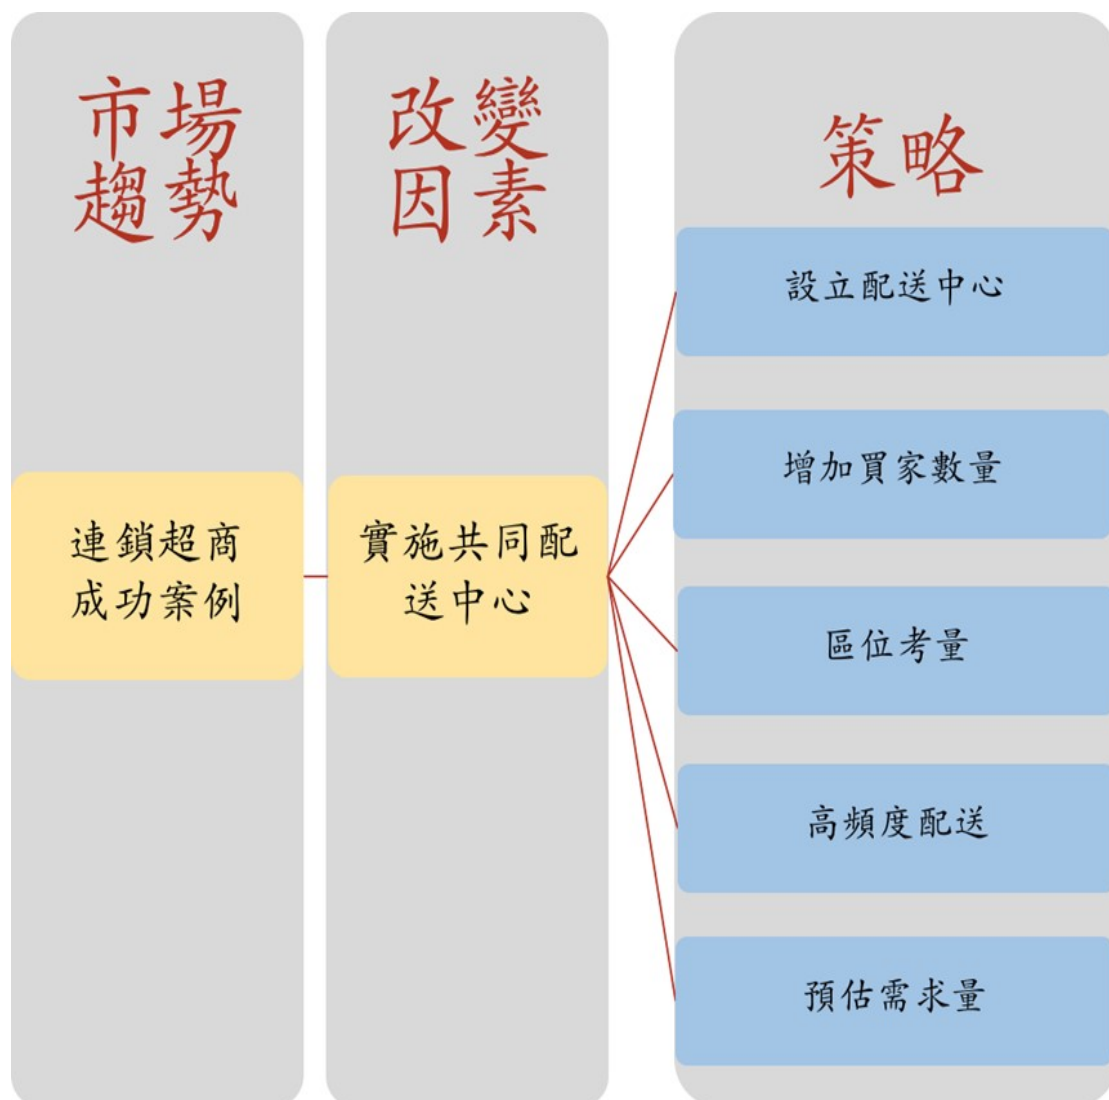 市場
趨勢
連鎖超商
成功案例
改變
因素
實施共同配
送中心
策略
設立配送中心
增加買家數量
區位考量
高頻度配送
預估需求量